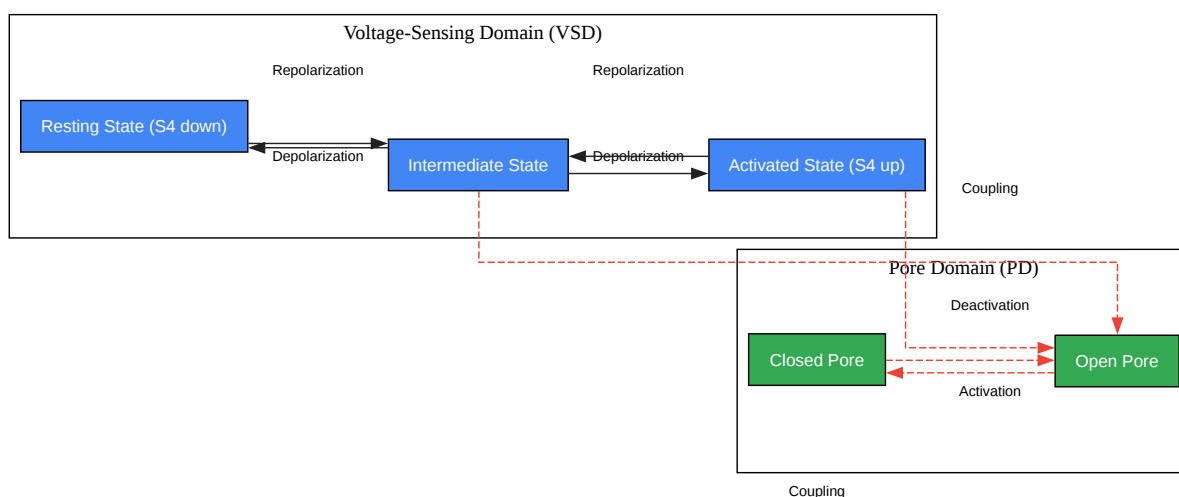 Voltage-Sensing Domain (VSD)
Repolarization
Repolarization
Resting State (S4 down)
Depolarization
Intermediate State
Depolarization
Activated State (S4 up)
Coupling
Pore Domain (PD)
Deactivation
Closed Pore
Open Pore
Activation
Coupling